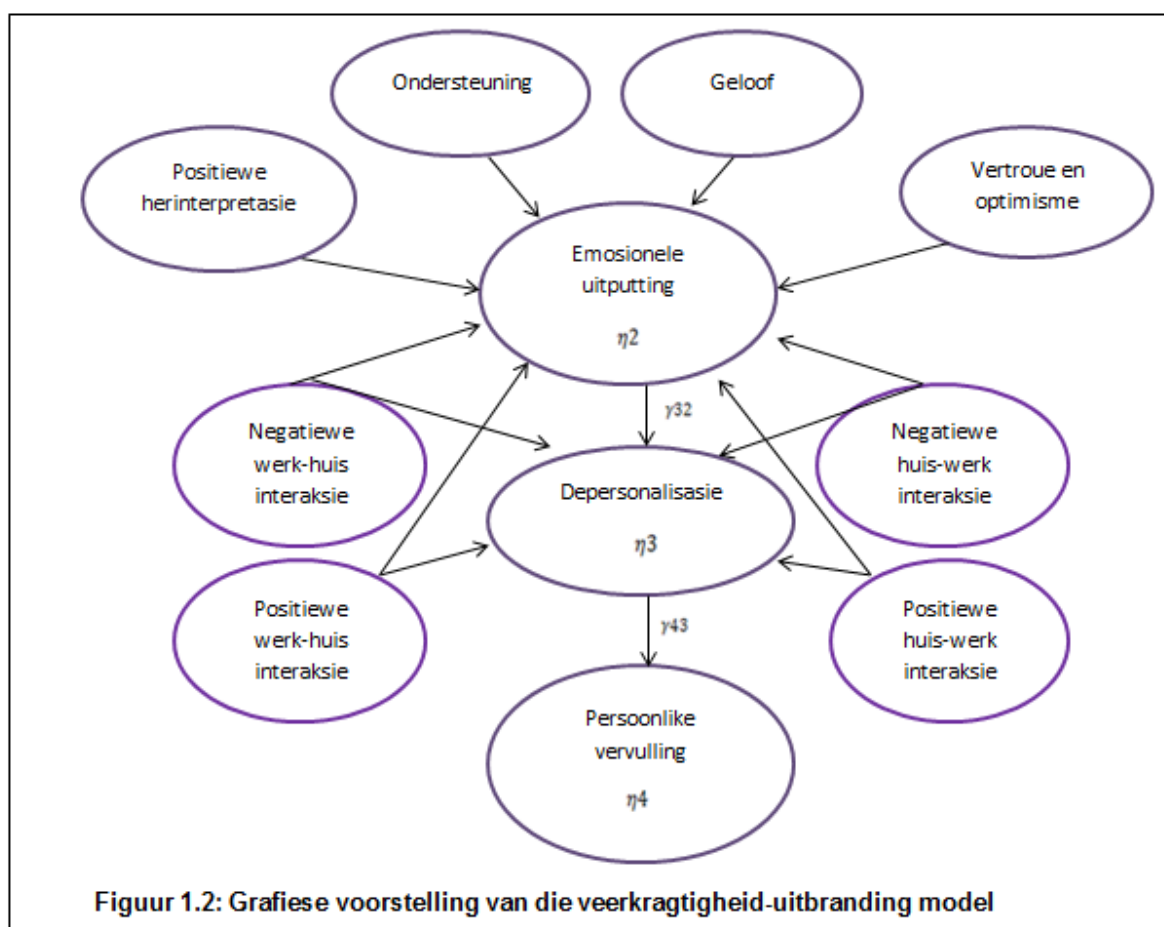 Ondersteuning
Geloof
Positiewe
herinterpretasie
Vertroue en
optimisme
Emosionele
uitputting
η2
γ32
Negatiewe
werk-huis
interaksie
Negatiewe
huis-werk
interaksie
Depersonalisasie
η3
Positiewe
werk-huis
interaksie
Positiewe
huis-werk
interaksie
γ43
Persoonlike
vervulling
η4
Figuur 1.2: Grafiese voorstelling van die veerkragtigheid-uitbranding model